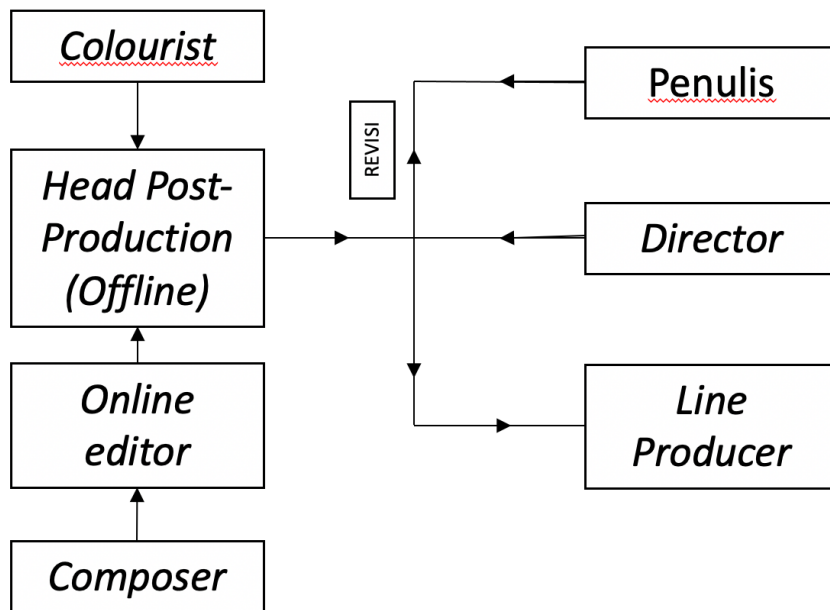 Colourist
Head Post-
Production
(Offline)
Online
editor
Composer
REVISI
Penulis
Director
Line
Producer